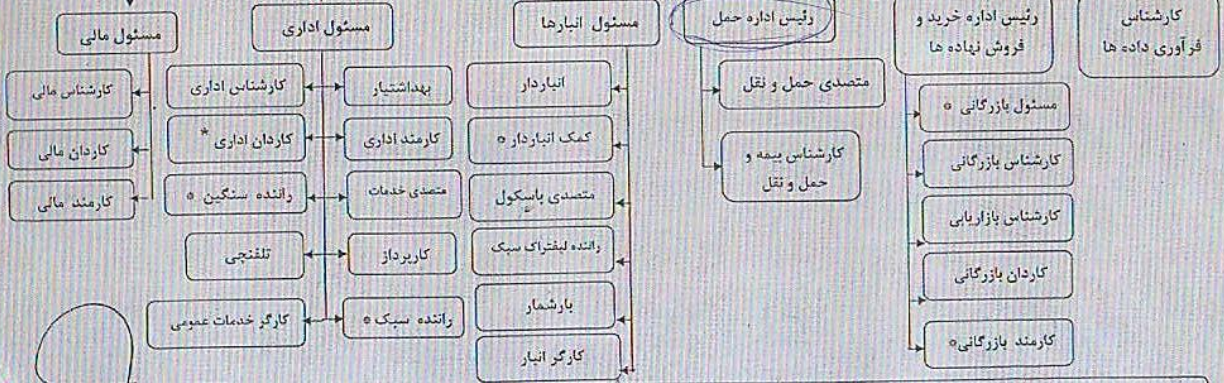 کارشناس
فرآوری داده ها
رئیس اداره خرید و
فروش نهاده ها
مسئول بازرگانی *
کارشناس بازرگانی
کارشناس بازاریابی
کاردان بازرگانی
کارمند بازرگانی*
رئیس اداره حمل
متصدی حمل و نقل
کارشناس بیمه و
حمل و نقل
مسئول انبارها
انباردار
کمک انباردار *
متصدی باسکول
راننده لیفتراک سبک
بارشمار
کارگر انبار
مسئول اداری
بهداشتیار
کارشناس اداری
کارمند اداری
کاردان اداری *
متصدی خدمات
راننده سنگین *
کارپرداز
تلفنچی
راننده سبک *
کارگر خدمات عمومی
مسئول مالی
کارشناس مالی
کاردان مالی
کارمند مالی